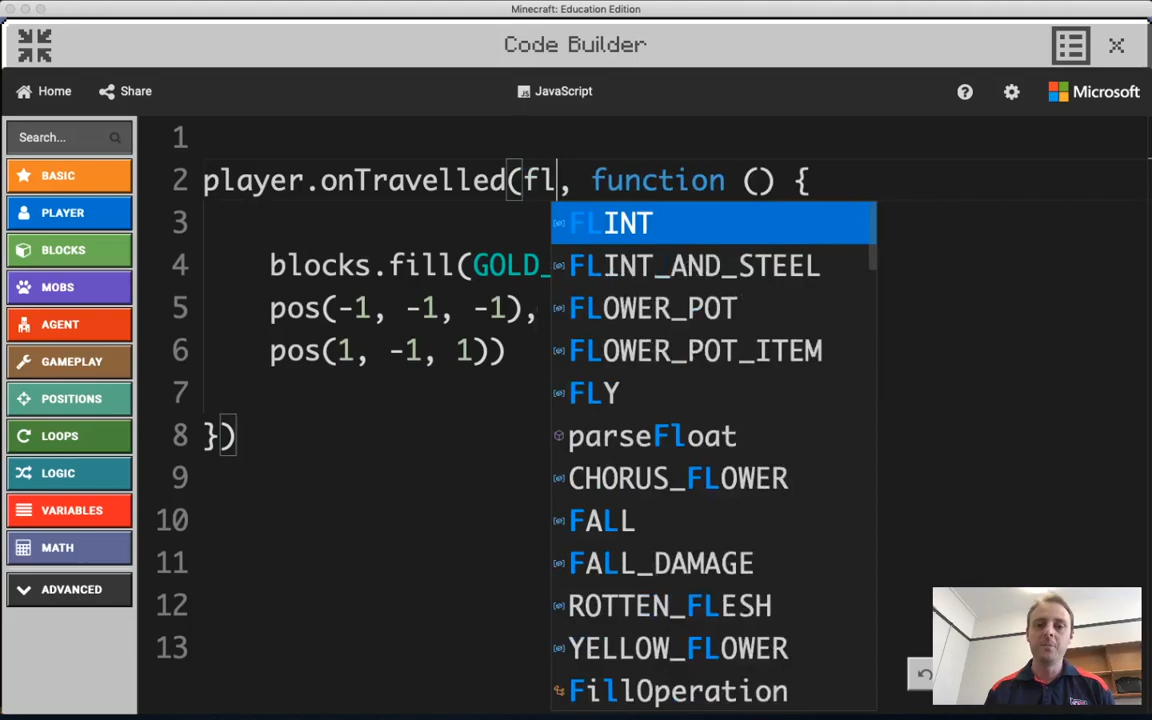 Minecraft: Education Edition
Code Builder
Home
Share
JavaScript
Microsoft
Search...
BASIC
PLAYER
BLOCKS
MOBS
AGENT
GAMEPLAY
POSITIONS
LOOPS
LOGIC
VARIABLES
MATH
ADVANCED
1
2 player.onTravelled(fl, function () {
3
4 blocks.fill(GOLD_
5 pos(-1, -1, -1),
6 pos(1, -1, 1))
7
8 })
9
10
11
12
13
FLINT
FLINT_AND_STEEL
FLOWER_POT
FLOWER_POT_ITEM
FLY
parseFloat
CHORUS_FLOWER
FALL
FALL_DAMAGE
ROTTEN_FLESH
YELLOW_FLOWER
FillOperation